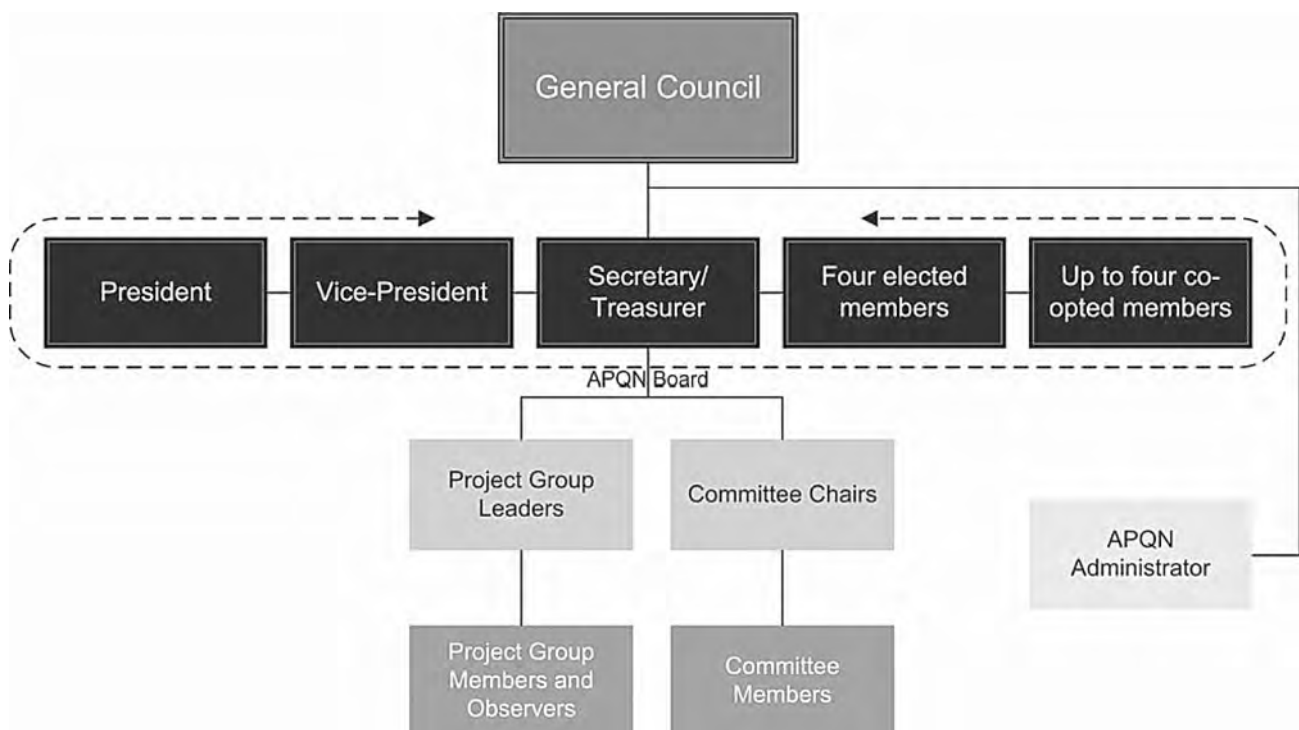 General Council
President
Vice-President
Secretary/
Treasurer
Four elected
members
Up to four co-
opted members
APQN Board
Project Group
Leaders
Committee Chairs
APQN
Administrator
Project Group
Members and
Observers
Committee
Members